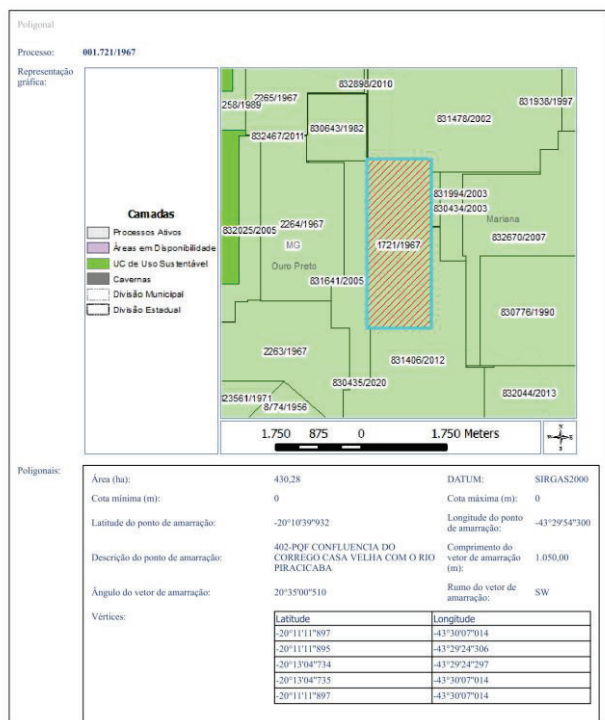 Poligonal
Processo: 001.721/1967
Representação
gráfica:
Camadas
Processos Ativos
Áreas em Disponibilidade
UC de Uso Sustentável
Cavernas
Divisão Municipal
Divisão Estadual
832898/2010
2265/1967
258/1989
831938/1997
831478/2002
830643/1982
832467/2011
831994/2003
830434/2003
Mariana
2264/1967
832025/2005
MG
1721/1967
832670/2007
Ouro Preto
831641/2005
830776/1990
2263/1967
831406/2012
830435/2020
832044/2013
23561/1971
8/74/1956
1.750 875 0 1.750 Meters
Poligonais:
Área (ha): 430,28 DATUM: SIRGAS2000
Cota mínima (m): 0 Cota máxima (m): 0
Latitude do ponto de amarração: -20°10'39"932 Longitude do ponto de amarração: -43°29'54"300
Descrição do ponto de amarração: 402-PQF CONFLUENCIA DO
CORREGO CASA VELHA COM O RIO
PIRACICABA
Comprimento do
vetor de amarração
(m): 1.050,00
Ângulo do vetor de amarração: 20°35'00"510 Rumo do vetor de
amarração: SW
Vértices:
Latitude Longitude
-20°11'11"897 -43°30'07"014
-20°11'11"895 -43°29'24"306
-20°13'04"734 -43°29'24"297
-20°13'04"735 -43°30'07"014
-20°11'11"897 -43°30'07"014